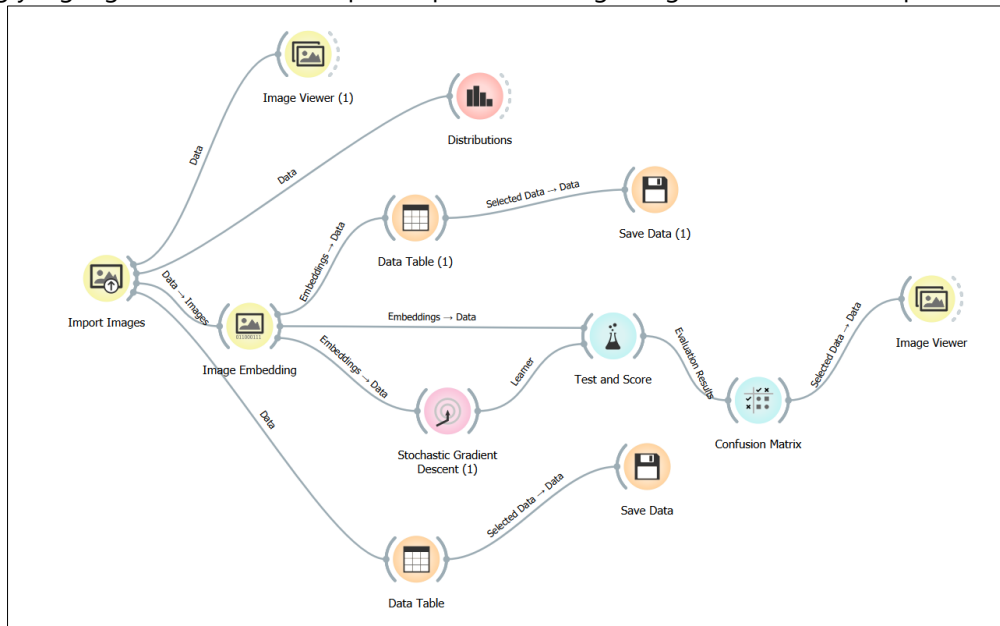 Image Viewer (1)
Distributions
Data
Data
Selected Data → Data
Save Data (1)
Embeddings → Data
Data Table (1)
Data → Images
Import Images
Embeddings → Data
Image Embedding
Embeddings → Data
Learner
Test and Score
Evaluation Results
Selected Data → Data
Image Viewer
Data
Stochastic Gradient
Descent (1)
Confusion Matrix
Selected Data → Data
Save Data
Data Table